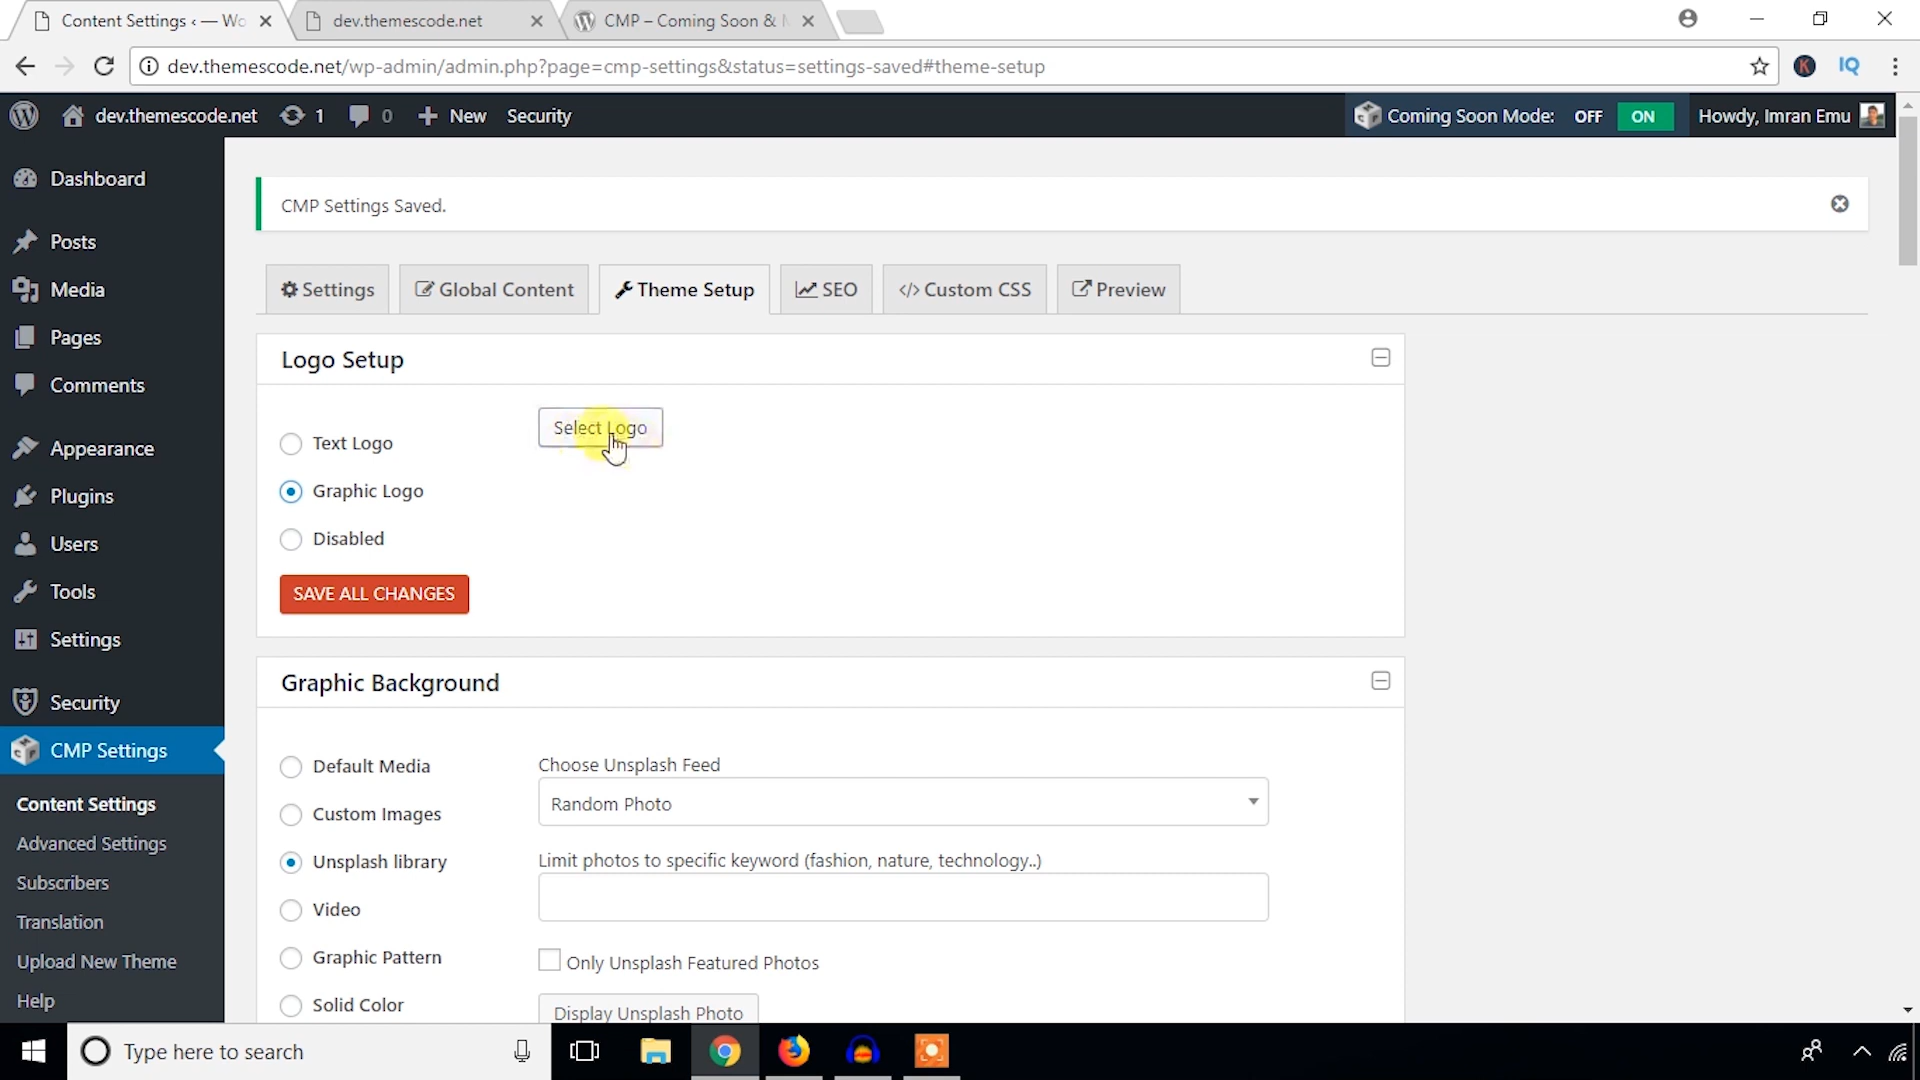 Content Settings ‹ — Wo
dev.themescode.net
CMP – Coming Soon & M
dev.themescode.net/wp-admin/admin.php?page=cmp-settings&status=settings-saved#theme-setup
K
IQ
dev.themescode.net
1
0
New
Security
Coming Soon Mode:
OFF
ON
Howdy, Imran Emu
Dashboard
Posts
Media
Pages
Comments
Appearance
Plugins
Users
Tools
Settings
Security
CMP Settings
Content Settings
Advanced Settings
Subscribers
Translation
Upload New Theme
Help
CMP Settings Saved.
Settings
Global Content
Theme Setup
SEO
</> Custom CSS
Preview
Logo Setup
Text Logo
Graphic Logo
Disabled
Select Logo
SAVE ALL CHANGES
Graphic Background
Default Media
Custom Images
Unsplash library
Video
Graphic Pattern
Solid Color
Choose Unsplash Feed
Random Photo
Limit photos to specific keyword (fashion, nature, technology..)
Only Unsplash Featured Photos
Display Unsplash Photo
Type here to search